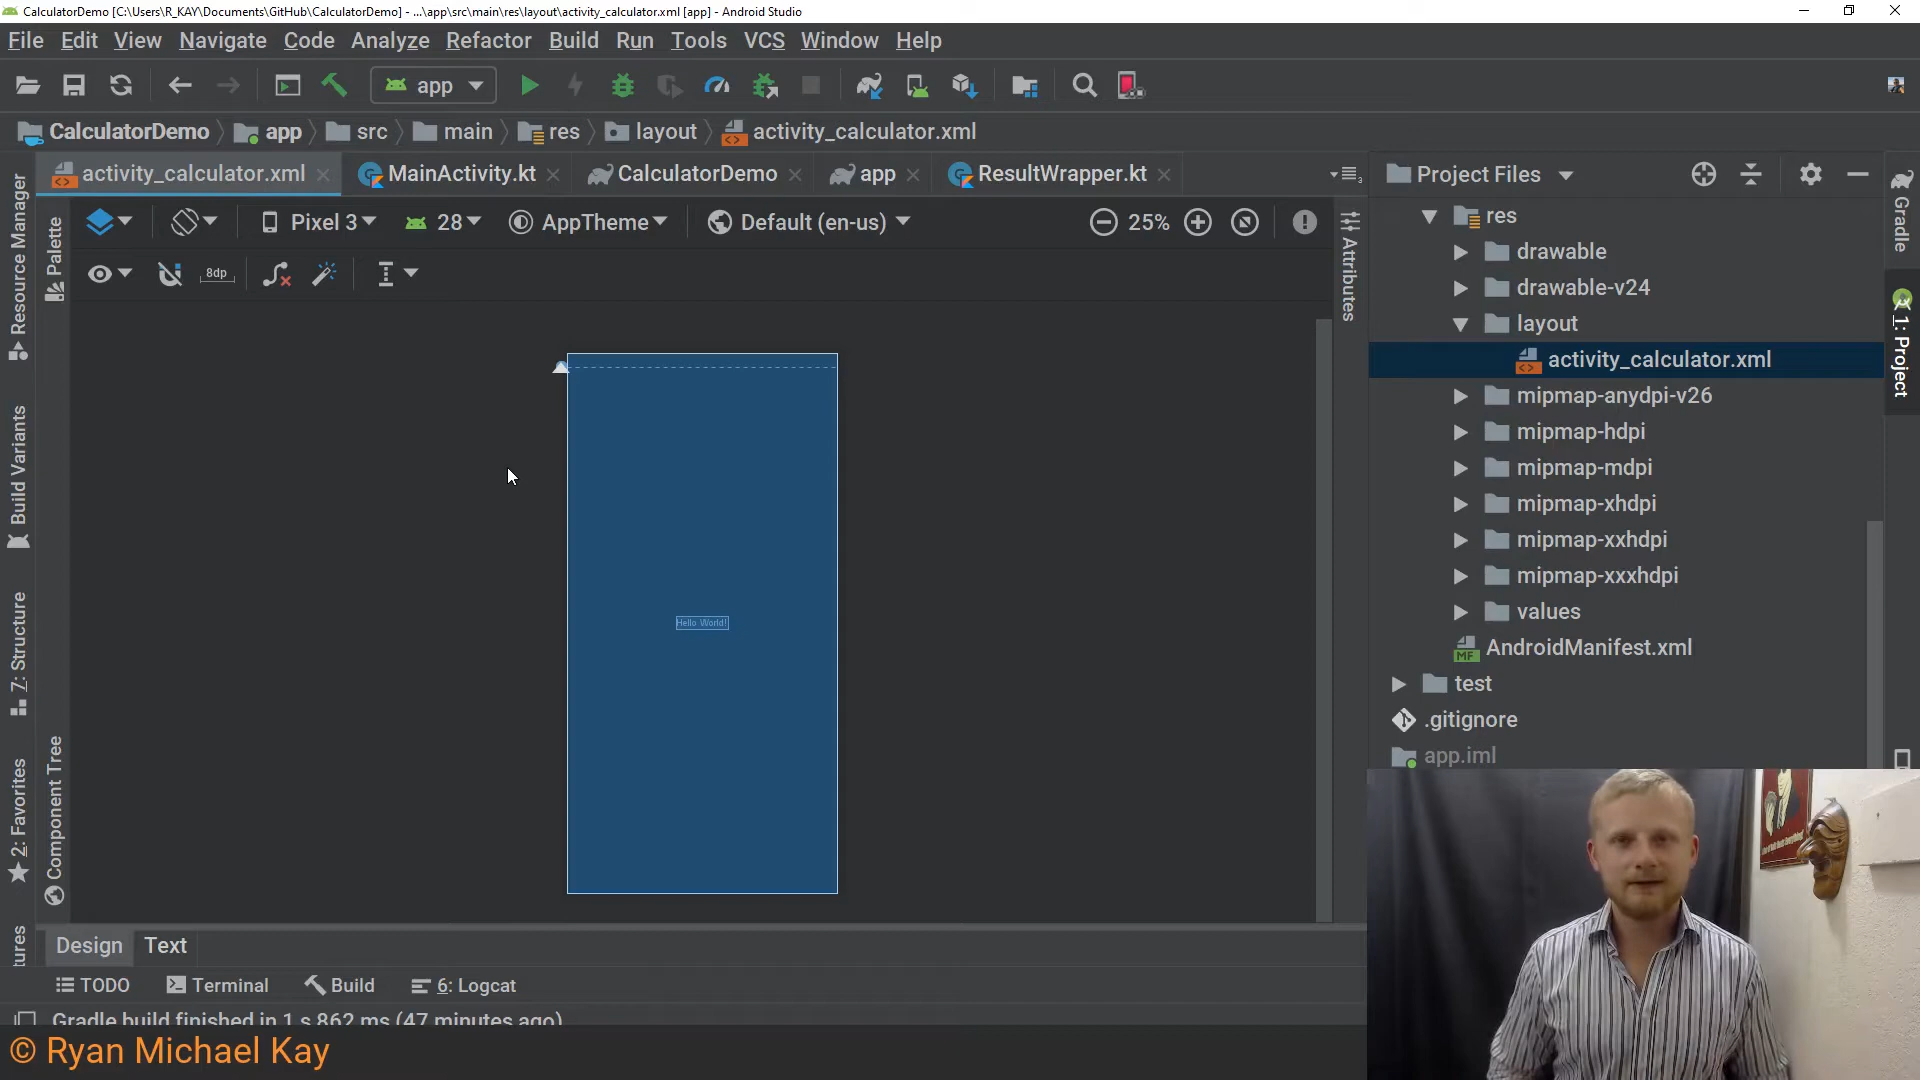 CalculatorDemo [C:\Users\R_KAY\Documents\GitHub\CalculatorDemo] - ...\app\src\main\res\layout\activity_calculator.xml [app] - Android Studio
File Edit View Navigate Code Analyze Refactor Build Run Tools VCS Window Help
app
CalculatorDemo app src main res layout activity_calculator.xml
activity_calculator.xml MainActivity.kt CalculatorDemo app ResultWrapper.kt
Pixel 3 28 AppTheme Default (en-us) 25%
8dp
Resource Manager
Build Variants
7: Structure
2: Favorites
Palette
Component Tree
Hello World!
Attributes
Project Files
res
drawable
drawable-v24
layout
activity_calculator.xml
mipmap-anydpi-v26
mipmap-hdpi
mipmap-mdpi
mipmap-xhdpi
mipmap-xxhdpi
mipmap-xxxhdpi
values
MF AndroidManifest.xml
test
.gitignore
app.iml
Gradle
1: Project
Design Text
TODO Terminal Build 6: Logcat
Gradle build finished in 1 s 862 ms (47 minutes ago)
© Ryan Michael Kay